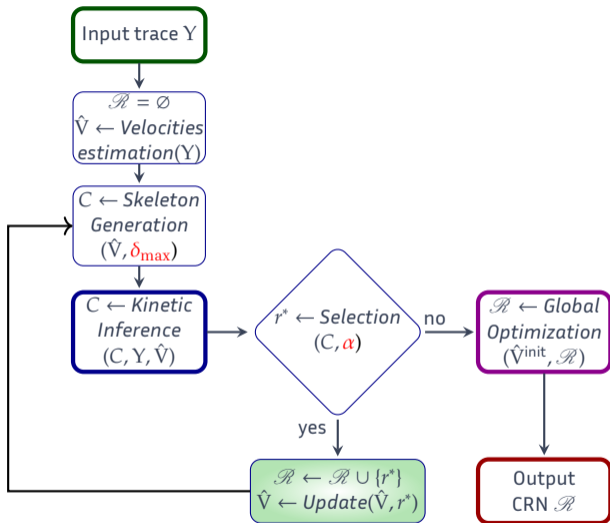 Input trace Y
ℛ = ∅
V̂ ← Velocities
estimation(Y)
C ← Skeleton
Generation
(V̂, δmax)
C ← Kinetic
Inference
(C, Y, V̂)
r* ← Selection
(C, α)
no
ℛ ← Global
Optimization
(V̂init, ℛ)
yes
ℛ ← ℛ ∪ {r*}
V̂ ← Update(V̂, r*)
Output
CRN ℛ